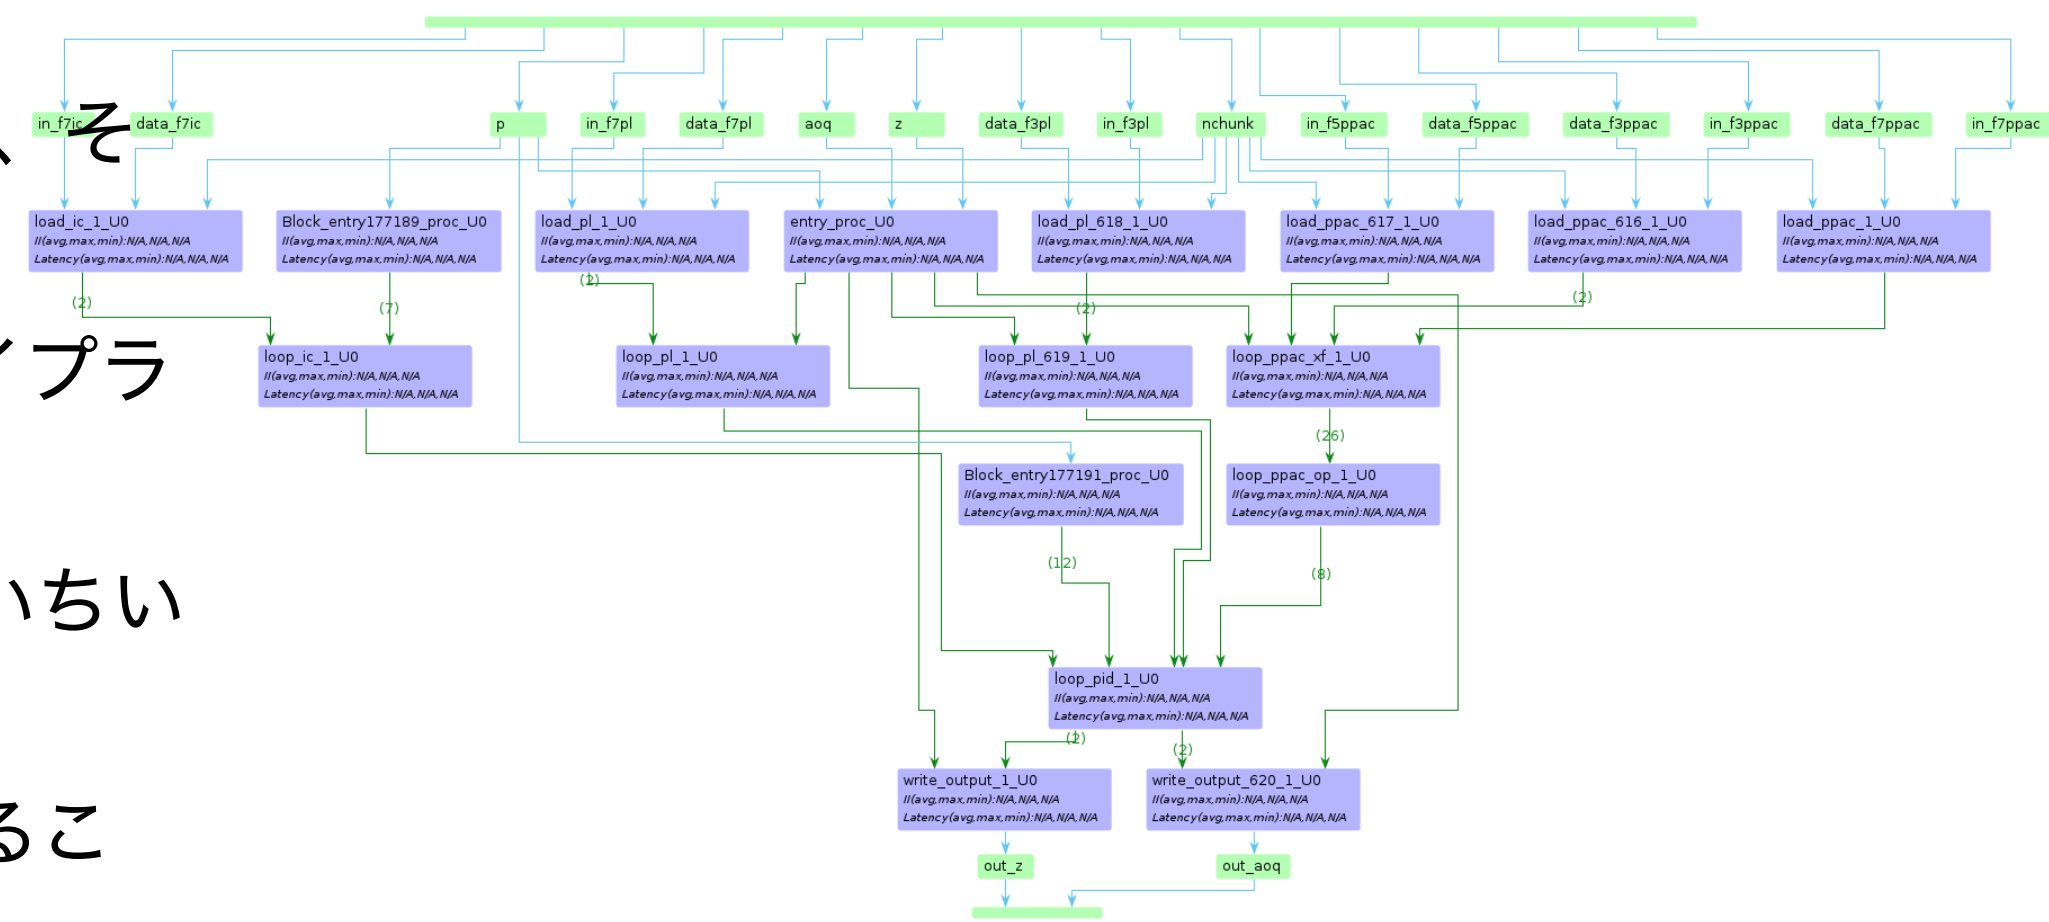 in_f7ic
data_f7ic
p
in_f7pl
data_f7pl
aoq
z
data_f3pl
in_f3pl
nchunk
in_f5ppac
data_f5ppac
data_f3ppac
in_f3ppac
data_f7ppac
in_f7ppac
、そ
load_ic_1_U0
II(avg,max,min):N/A,N/A,N/A
Latency(avg,max,min):N/A,N/A,N/A
Block_entry177189_proc_U0
II(avg,max,min):N/A,N/A,N/A
Latency(avg,max,min):N/A,N/A,N/A
load_pl_1_U0
II(avg,max,min):N/A,N/A,N/A
Latency(avg,max,min):N/A,N/A,N/A
entry_proc_U0
II(avg,max,min):N/A,N/A,N/A
Latency(avg,max,min):N/A,N/A,N/A
load_pl_618_1_U0
II(avg,max,min):N/A,N/A,N/A
Latency(avg,max,min):N/A,N/A,N/A
load_ppac_617_1_U0
II(avg,max,min):N/A,N/A,N/A
Latency(avg,max,min):N/A,N/A,N/A
load_ppac_616_1_U0
II(avg,max,min):N/A,N/A,N/A
Latency(avg,max,min):N/A,N/A,N/A
load_ppac_1_U0
II(avg,max,min):N/A,N/A,N/A
Latency(avg,max,min):N/A,N/A,N/A
(2)
(7)
(2)
(2)
(2)
イプラ
loop_ic_1_U0
II(avg,max,min):N/A,N/A,N/A
Latency(avg,max,min):N/A,N/A,N/A
loop_pl_1_U0
II(avg,max,min):N/A,N/A,N/A
Latency(avg,max,min):N/A,N/A,N/A
loop_pl_619_1_U0
II(avg,max,min):N/A,N/A,N/A
Latency(avg,max,min):N/A,N/A,N/A
loop_ppac_xf_1_U0
II(avg,max,min):N/A,N/A,N/A
Latency(avg,max,min):N/A,N/A,N/A
(26)
Block_entry177191_proc_U0
II(avg,max,min):N/A,N/A,N/A
Latency(avg,max,min):N/A,N/A,N/A
loop_ppac_op_1_U0
II(avg,max,min):N/A,N/A,N/A
Latency(avg,max,min):N/A,N/A,N/A
(12)
(8)
いちい
loop_pid_1_U0
II(avg,max,min):N/A,N/A,N/A
Latency(avg,max,min):N/A,N/A,N/A
(2)
(2)
write_output_1_U0
II(avg,max,min):N/A,N/A,N/A
Latency(avg,max,min):N/A,N/A,N/A
write_output_620_1_U0
II(avg,max,min):N/A,N/A,N/A
Latency(avg,max,min):N/A,N/A,N/A
るこ
out_z
out_aoq